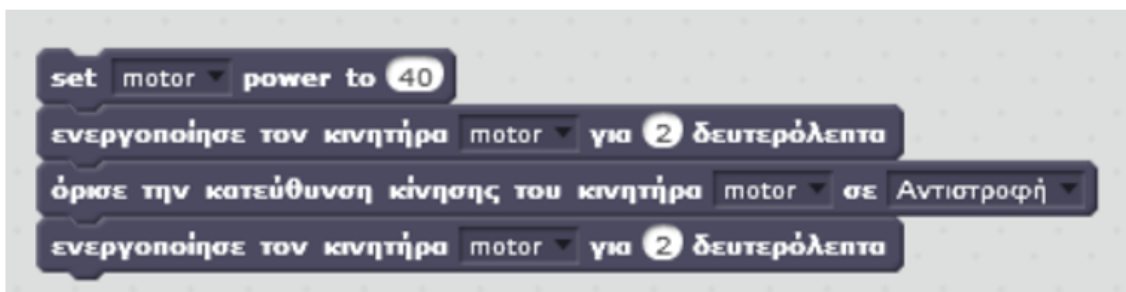 set motor power to 40
ενεργοποίησε τον κινητήρα motor για 2 δευτερόλεπτα
όρισε την κατεύθυνση κίνησης του κινητήρα motor σε Αντιστροφή
ενεργοποίησε τον κινητήρα motor για 2 δευτερόλεπτα